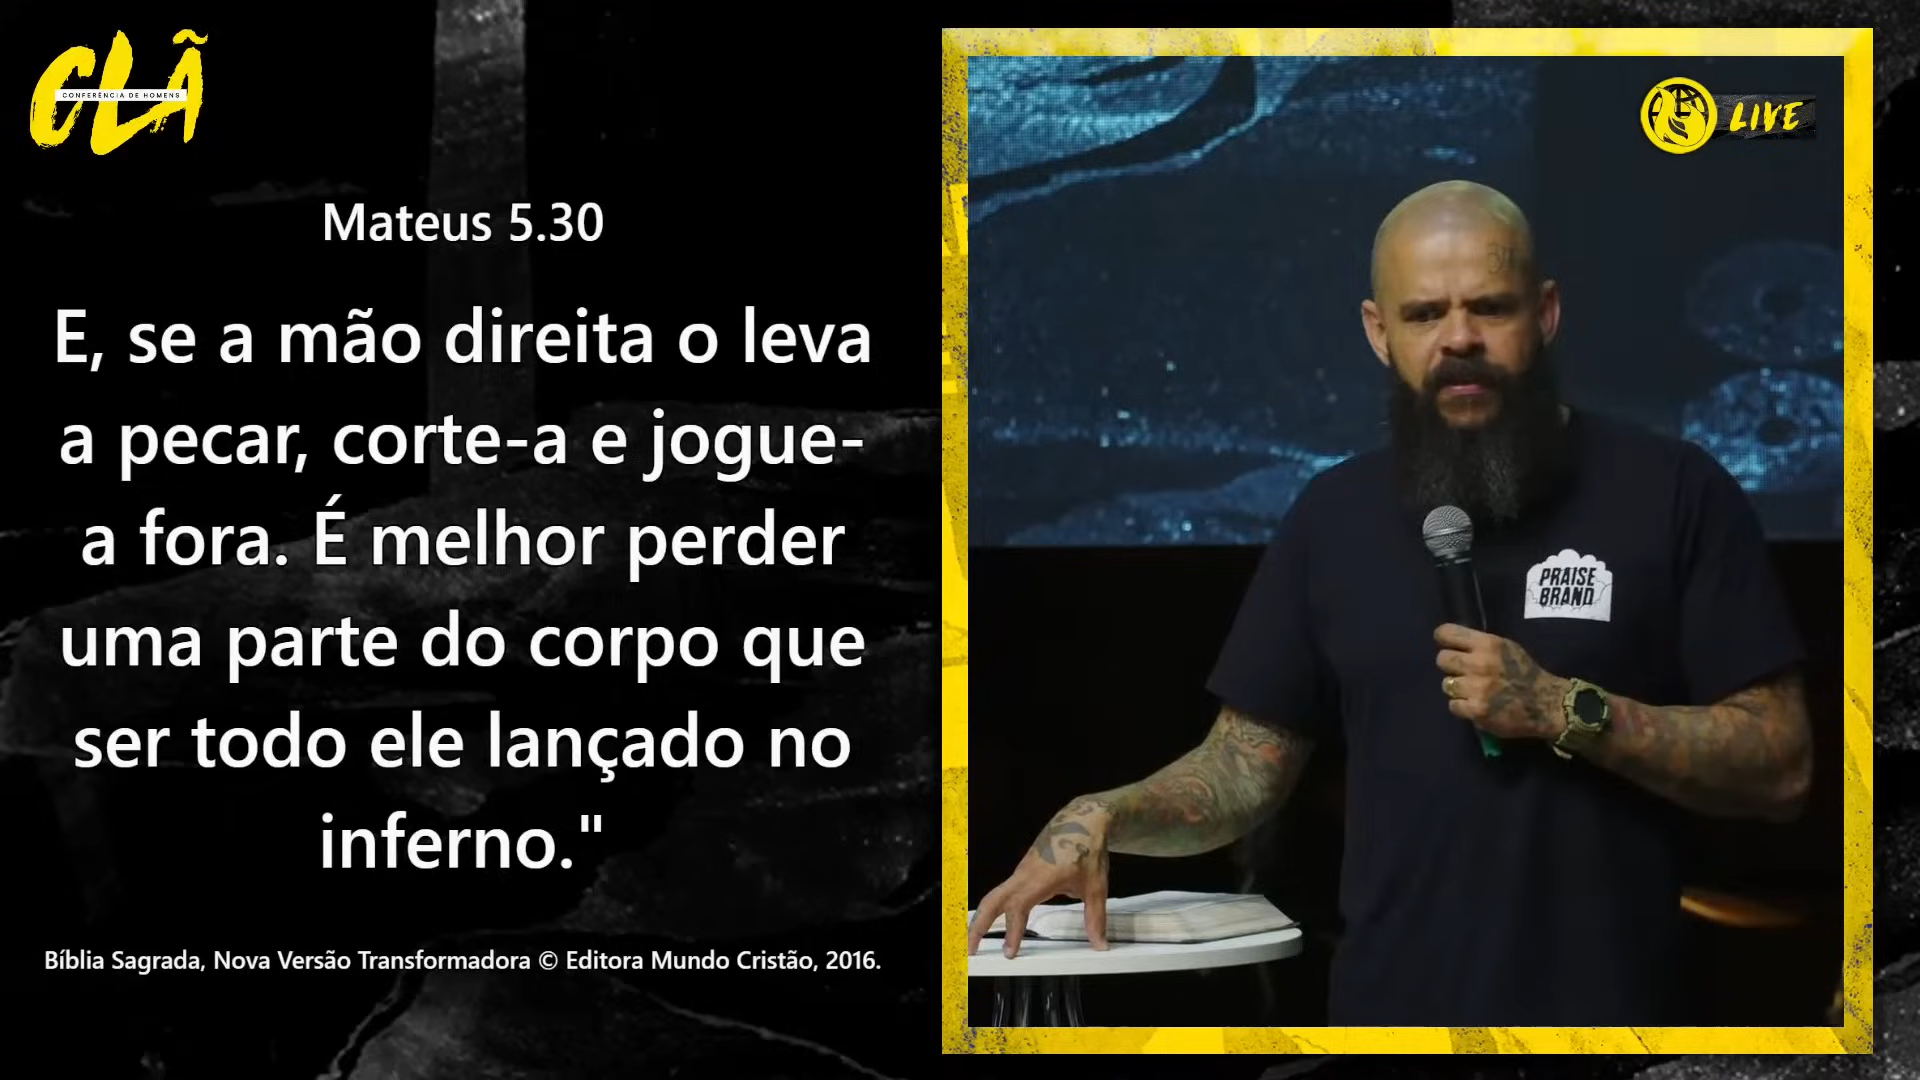 CLÃ
CONFERÊNCIA DE HOMENS
LIVE
Mateus 5.30
E, se a mão direita o leva
a pecar, corte-a e jogue-
a fora. É melhor perder
uma parte do corpo que
ser todo ele lançado no
inferno."
Bíblia Sagrada, Nova Versão Transformadora © Editora Mundo Cristão, 2016.
PRAISE
BRAND